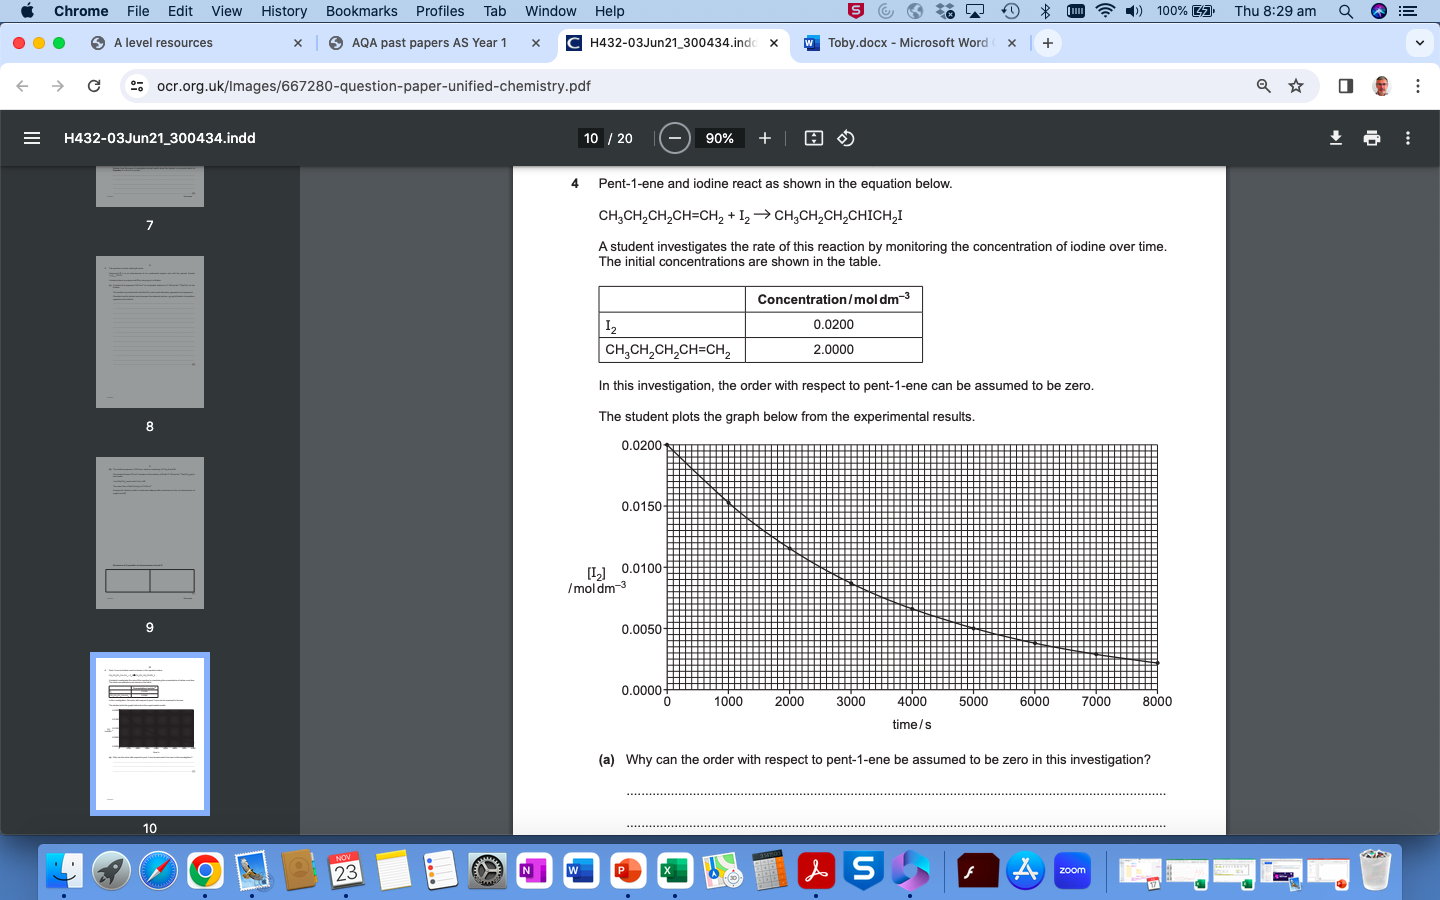 Chrome File Edit View History Bookmarks Profiles Tab Window Help 100% Thu 8:29 am
A level resources
AQA past papers AS Year 1
H432-03Jun21_300434.indd
Toby.docx - Microsoft Word
ocr.org.uk/Images/667280-question-paper-unified-chemistry.pdf
H432-03Jun21_300434.indd
10 / 20
90%
7
8
9
10
4 Pent-1-ene and iodine react as shown in the equation below.
CH₃CH₂CH₂CH=CH₂ + I₂ → CH₃CH₂CH₂CHICH₂I
A student investigates the rate of this reaction by monitoring the concentration of iodine over time.
The initial concentrations are shown in the table.
Concentration / mol dm⁻³
I₂ 0.0200
CH₃CH₂CH₂CH=CH₂ 2.0000
In this investigation, the order with respect to pent-1-ene can be assumed to be zero.
The student plots the graph below from the experimental results.
0.0200
0.0150
0.0100
0.0050
0.0000
[I₂]
/ mol dm⁻³
0 1000 2000 3000 4000 5000 6000 7000 8000
time / s
(a) Why can the order with respect to pent-1-ene be assumed to be zero in this investigation?
NOV
23
zoom
17